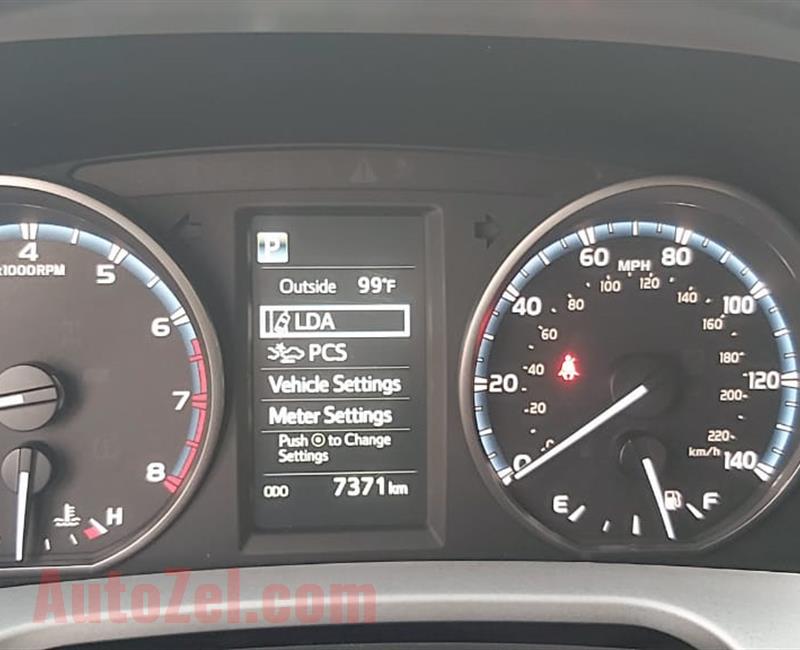 4
x1000RPM
5
6
7
8
H
P
Outside 99°F
LDA
PCS
Vehicle Settings
Meter Settings
Push ⊙ to Change
Settings
ODO 7371 km
MPH
0
20
40
60
80
100
120
140
0
20
40
60
80
100
120
140
160
180
200
220
km/h
E
F
AutoZel.com